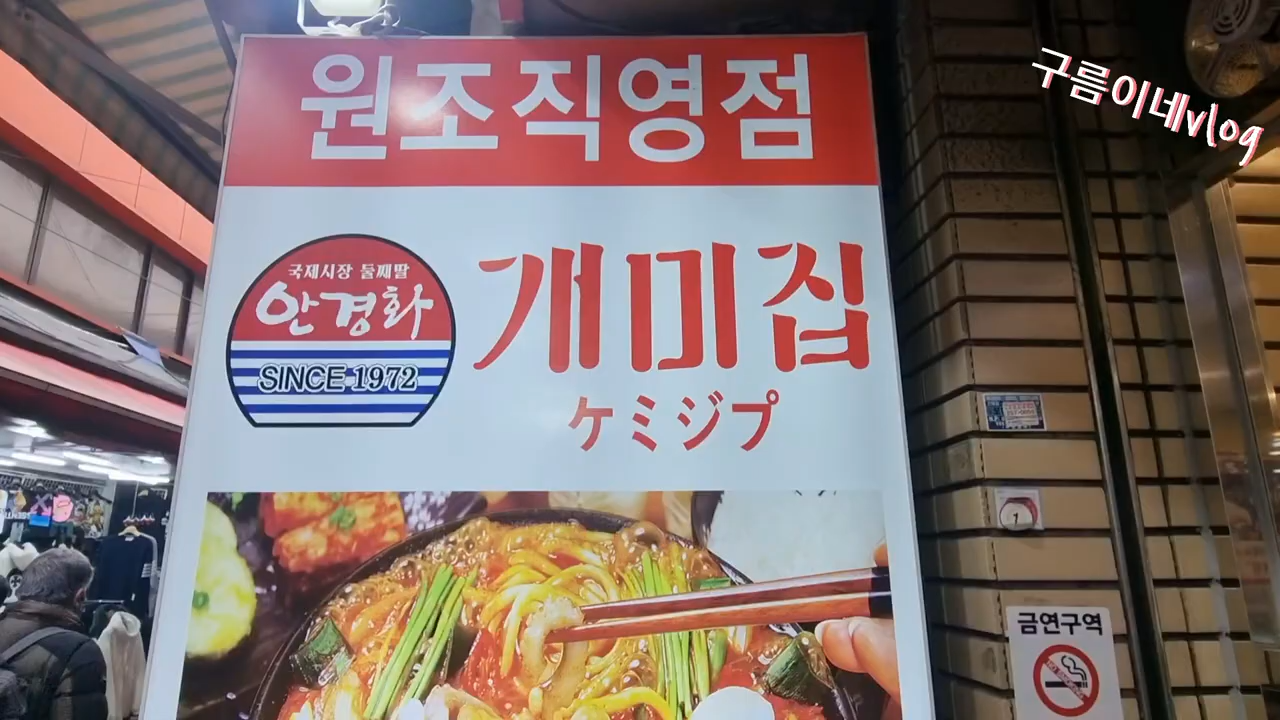 원조직영점
구름이네vlog
국제시장 둘째딸
안경화
SINCE 1972
개미집
ケミジプ
금연구역
1